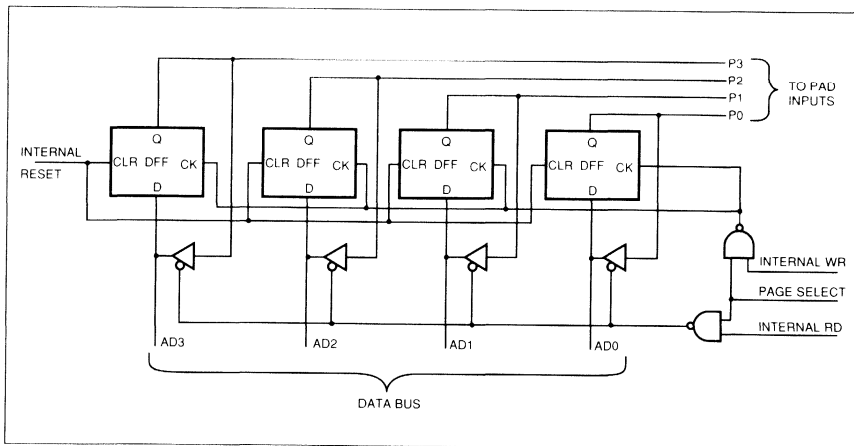 P3
P2
P1
P0
TO PAD
INPUTS
INTERNAL
RESET
Q
CLR DFF CK
D
Q
CLR DFF CK
D
Q
CLR DFF CK
D
Q
CLR DFF CK
D
INTERNAL WR
PAGE SELECT
INTERNAL RD
AD3
AD2
AD1
AD0
DATA BUS